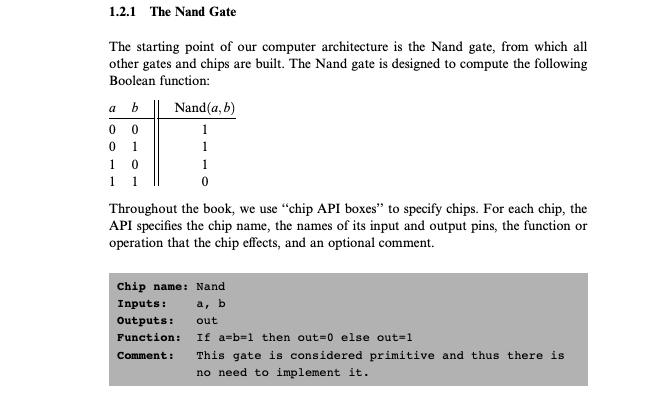 1.2.1 The Nand Gate
The starting point of our computer architecture is the Nand gate, from which all
other gates and chips are built. The Nand gate is designed to compute the following
Boolean function:
a b Nand(a, b)
0 0 1
0 1 1
1 0 1
1 1 0
Throughout the book, we use “chip API boxes” to specify chips. For each chip, the
API specifies the chip name, the names of its input and output pins, the function or
operation that the chip effects, and an optional comment.
Chip name: Nand
Inputs: a, b
Outputs: out
Function: If a=b=1 then out=0 else out=1
Comment: This gate is considered primitive and thus there is
no need to implement it.